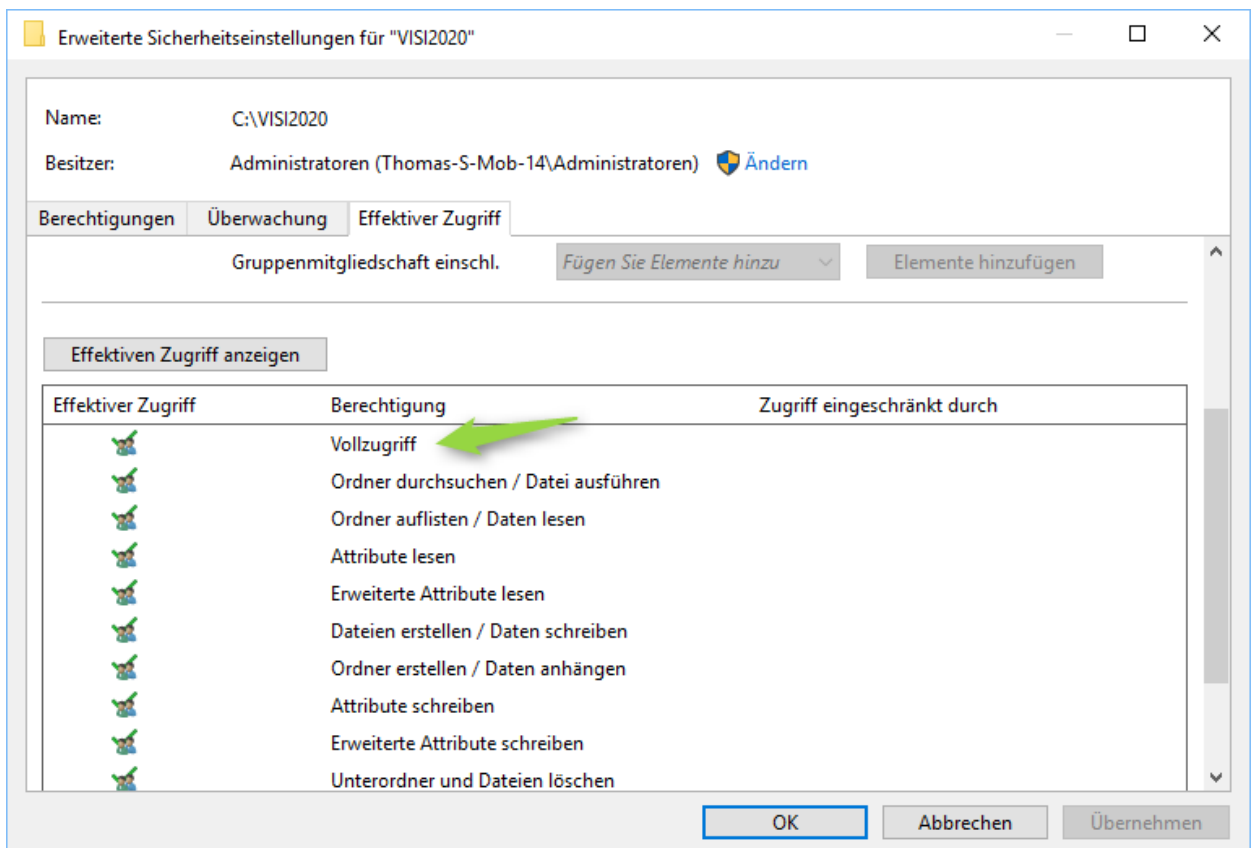 Erweiterte Sicherheitseinstellungen für "VISI2020"
Name: C:\VISI2020
Besitzer: Administratoren (Thomas-S-Mob-14\Administratoren) Ändern
Berechtigungen Überwachung Effektiver Zugriff
Gruppenmitgliedschaft einschl. Fügen Sie Elemente hinzu Elemente hinzufügen
Effektiven Zugriff anzeigen
Effektiver Zugriff Berechtigung Zugriff eingeschränkt durch
Vollzugriff
Ordner durchsuchen / Datei ausführen
Ordner auflisten / Daten lesen
Attribute lesen
Erweiterte Attribute lesen
Dateien erstellen / Daten schreiben
Ordner erstellen / Daten anhängen
Attribute schreiben
Erweiterte Attribute schreiben
Unterordner und Dateien löschen
OK Abbrechen Übernehmen